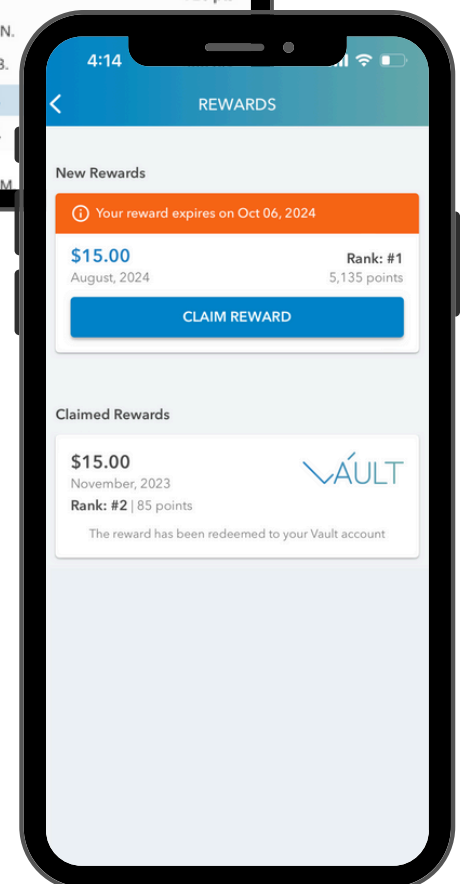 N.
B.
M
4:14
REWARDS
New Rewards
Your reward expires on Oct 06, 2024
$15.00
Rank: #1
August, 2024
5,135 points
CLAIM REWARD
Claimed Rewards
$15.00
VÁULT
November, 2023
Rank: #2 | 85 points
The reward has been redeemed to your Vault account